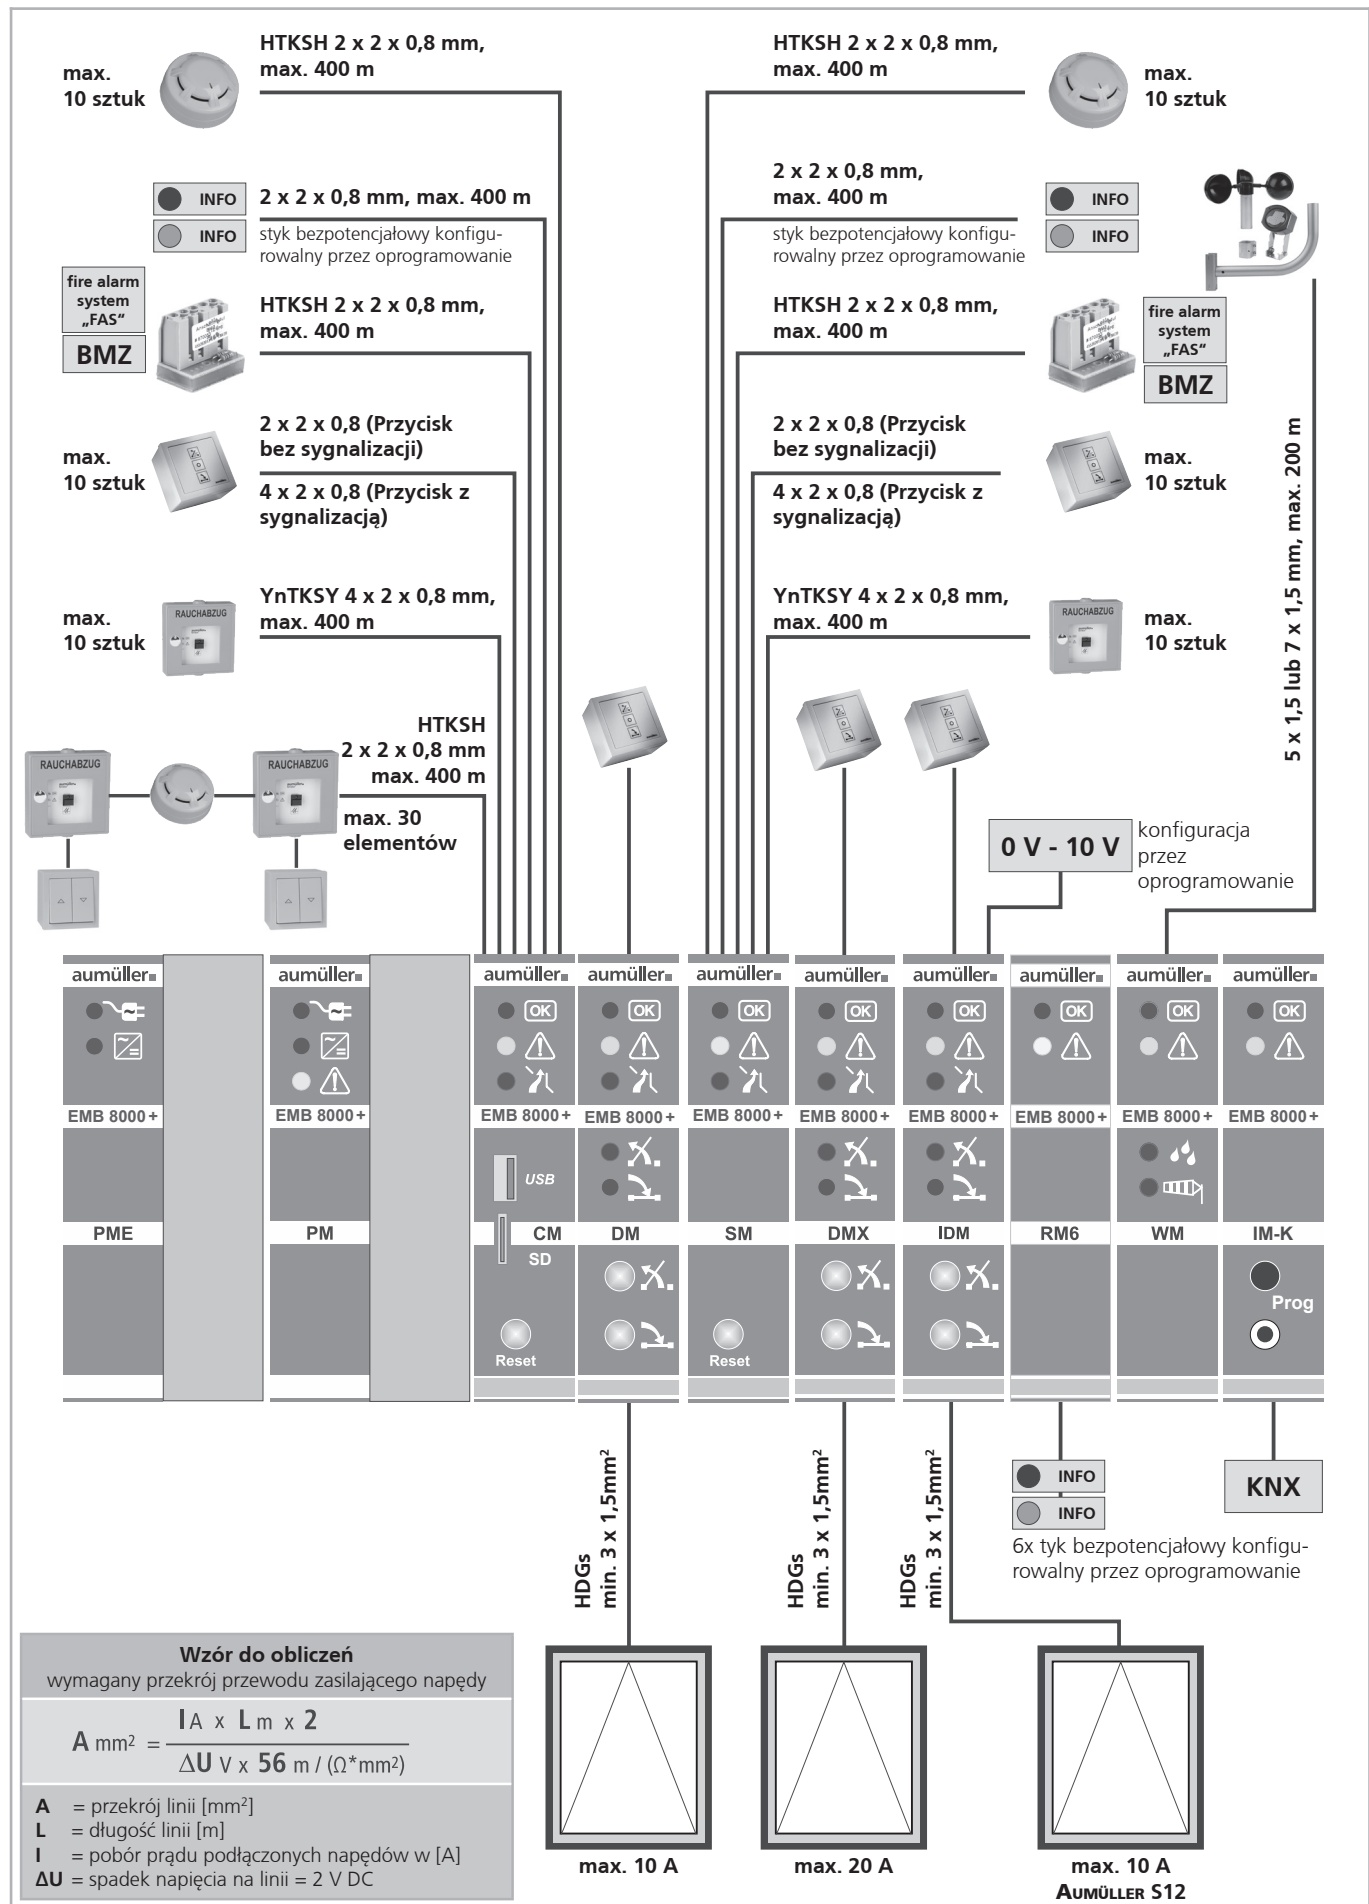 HTKSH 2 x 2 x 0,8 mm,
max. 400 m
max.
10 sztuk
INFO
INFO
2 x 2 x 0,8 mm, max. 400 m
styk bezpotencjałowy konfigu-
rowalny przez oprogramowanie
fire alarm
system
„FAS“
BMZ
HTKSH 2 x 2 x 0,8 mm,
max. 400 m
max.
10 sztuk
2 x 2 x 0,8 (Przycisk
bez sygnalizacji)
4 x 2 x 0,8 (Przycisk z
sygnalizacją)
max.
10 sztuk
RAUCHABZUG
YnTKSY 4 x 2 x 0,8 mm,
max. 400 m
RAUCHABZUG
aumüller
RAUCHABZUG
aumüller
HTKSH
2 x 2 x 0,8 mm
max. 400 m
max. 30
elementów
HTKSH 2 x 2 x 0,8 mm,
max. 400 m
max.
10 sztuk
2 x 2 x 0,8 mm,
max. 400 m
INFO
INFO
styk bezpotencjałowy konfigu-
rowalny przez oprogramowanie
HTKSH 2 x 2 x 0,8 mm,
max. 400 m
fire alarm
system
„FAS“
BMZ
2 x 2 x 0,8 (Przycisk
bez sygnalizacji)
4 x 2 x 0,8 (Przycisk z
sygnalizacją)
max.
10 sztuk
YnTKSY 4 x 2 x 0,8 mm,
max. 400 m
RAUCHABZUG
max.
10 sztuk
5 x 1,5 lub 7 x 1,5 mm, max. 200 m
0 V - 10 V
konfiguracja
przez
oprogramowanie
aumüller
EMB 8000+
PME
aumüller
EMB 8000+
PM
aumüller
OK
EMB 8000+
USB
CM
SD
Reset
aumüller
OK
EMB 8000+
DM
aumüller
OK
EMB 8000+
SM
Reset
aumüller
OK
EMB 8000+
DMX
aumüller
OK
EMB 8000+
IDM
aumüller
OK
EMB 8000+
RM6
aumüller
OK
EMB 8000+
WM
aumüller
OK
EMB 8000+
IM-K
Prog
HDGs
min. 3 x 1,5mm²
HDGs
min. 3 x 1,5mm²
HDGs
min. 3 x 1,5mm²
INFO
INFO
6x tyk bezpotencjałowy konfigu-
rowalny przez oprogramowanie
KNX
max. 10 A
max. 20 A
max. 10 A
AUMÜLLER S12
Wzór do obliczeń
wymagany przekrój przewodu zasilającego napędy
A mm² = I A x L m x 2
ΔU V x 56 m / (Ω*mm²)
A = przekrój linii [mm²]
L = długość linii [m]
I = pobór prądu podłączonych napędów w [A]
ΔU = spadek napięcia na linii = 2 V DC